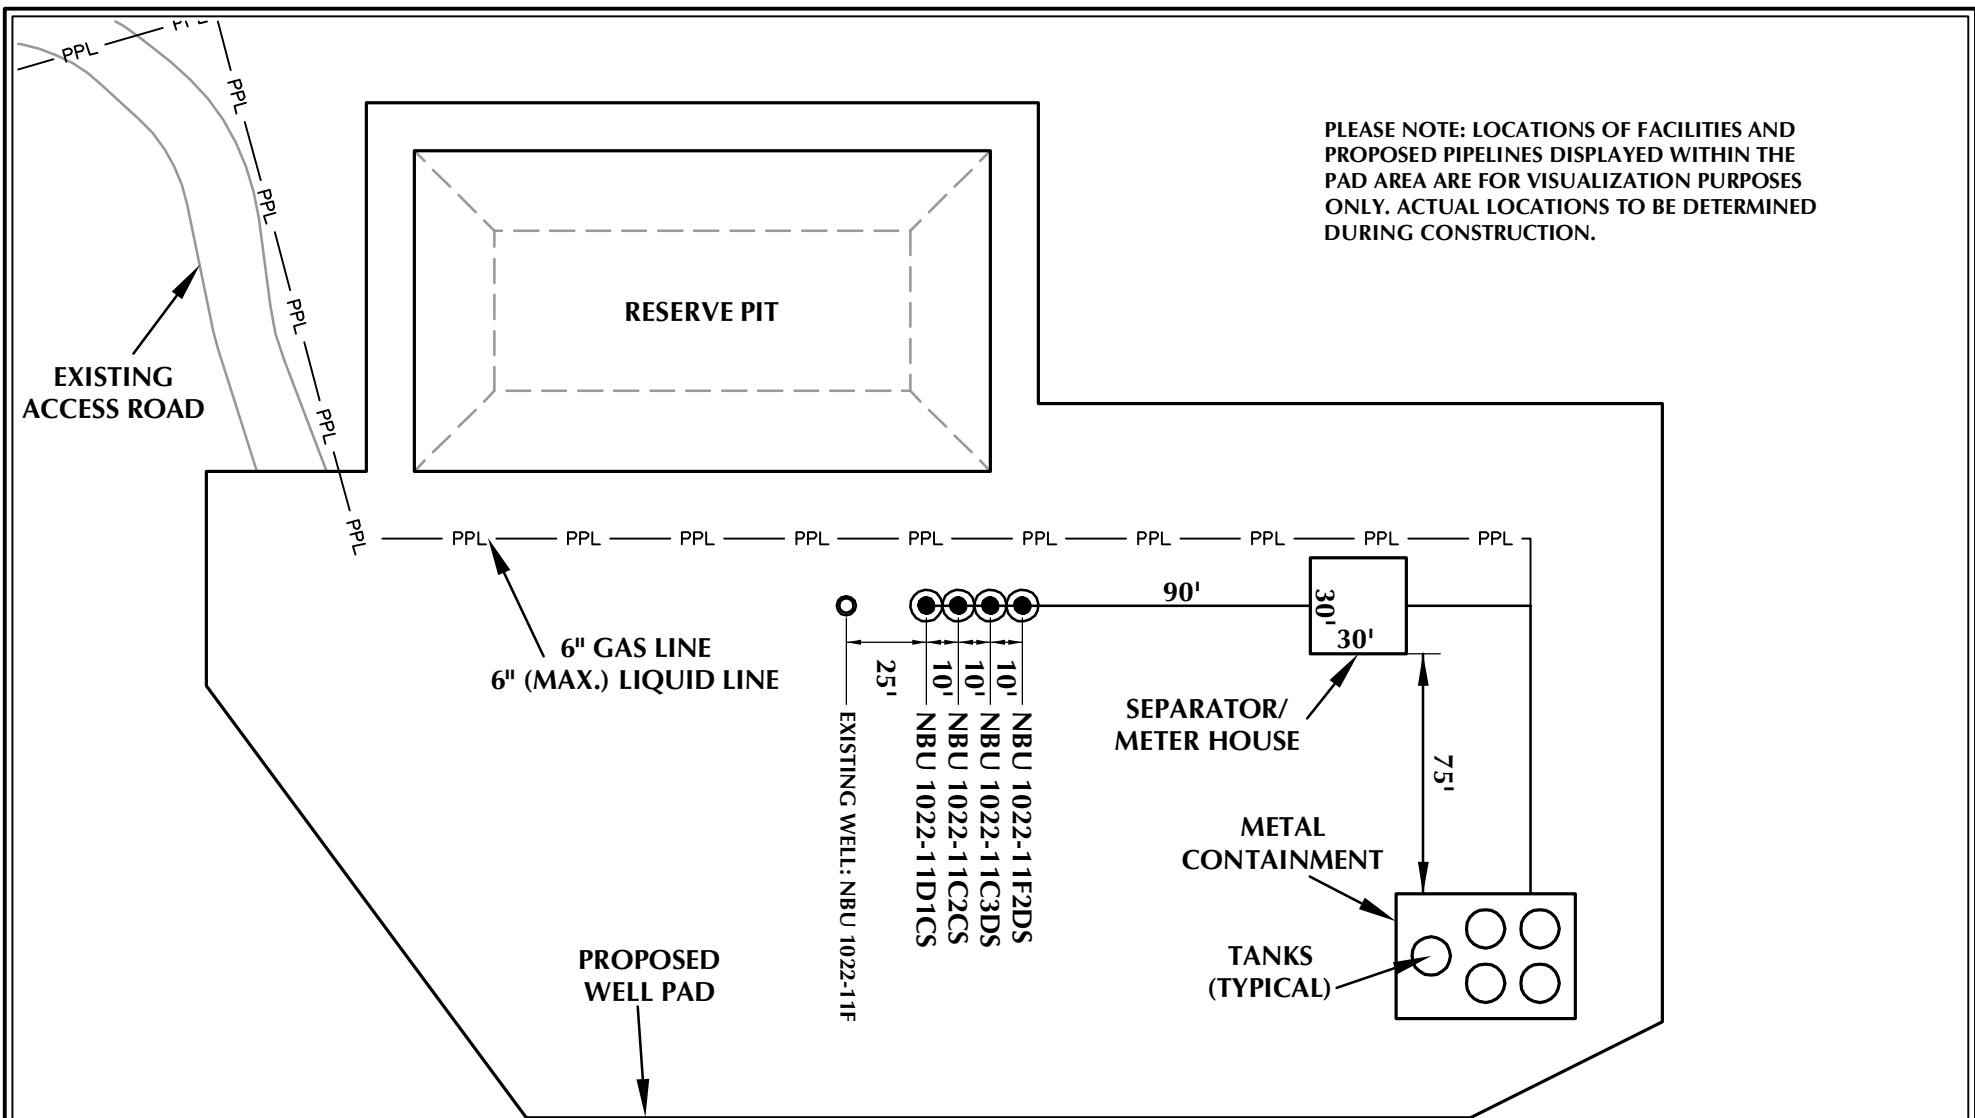 PPL
PPL
PPL
PPL
PPL
PPL
PLEASE NOTE: LOCATIONS OF FACILITIES AND
PROPOSED PIPELINES DISPLAYED WITHIN THE
PAD AREA ARE FOR VISUALIZATION PURPOSES
ONLY. ACTUAL LOCATIONS TO BE DETERMINED
DURING CONSTRUCTION.
RESERVE PIT
EXISTING
ACCESS ROAD
PPL PPL PPL PPL PPL PPL PPL PPL PPL PPL
6" GAS LINE
6" (MAX.) LIQUID LINE
90'
30'
30'
25'
10'
10'
10'
EXISTING WELL: NBU 1022-11F
NBU 1022-11D1CS
NBU 1022-11C2CS
NBU 1022-11C3DS
NBU 1022-11F2DS
SEPARATOR/
METER HOUSE
75'
METAL
CONTAINMENT
TANKS
(TYPICAL)
PROPOSED
WELL PAD